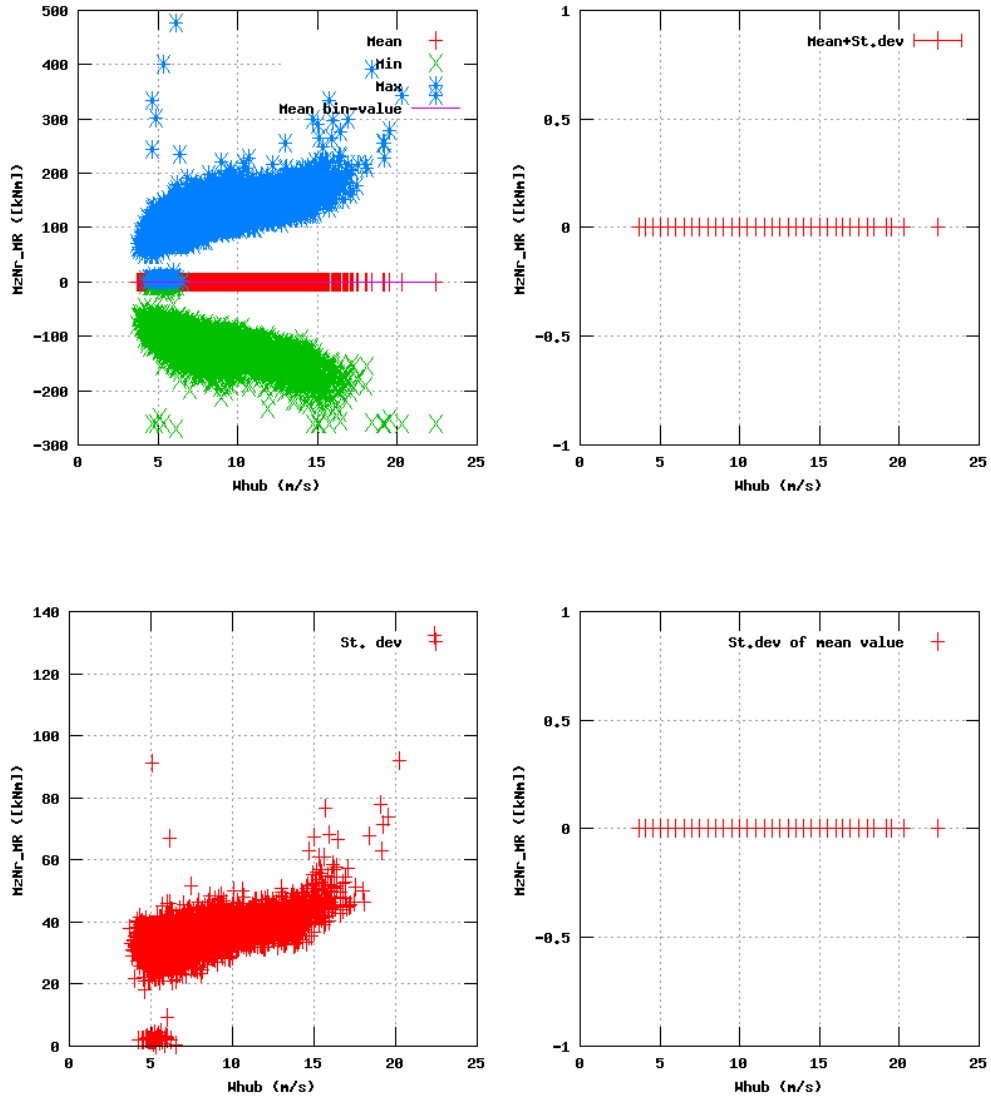 500
400
300
200
100
0
-100
-200
-300
MzNr_MR ([kNm])
Mean
Min
Max
Mean bin-value
0 5 10 15 20 25
Whub (m/s)
1
0.5
0
-0.5
-1
MzNr_MR ([kNm])
Mean+St.dev
0 5 10 15 20 25
Whub (m/s)
140
120
100
80
60
40
20
0
MzNr_MR ([kNm])
St. dev
0 5 10 15 20 25
Whub (m/s)
1
0.5
0
-0.5
-1
MzNr_MR ([kNm])
St.dev of mean value
0 5 10 15 20 25
Whub (m/s)